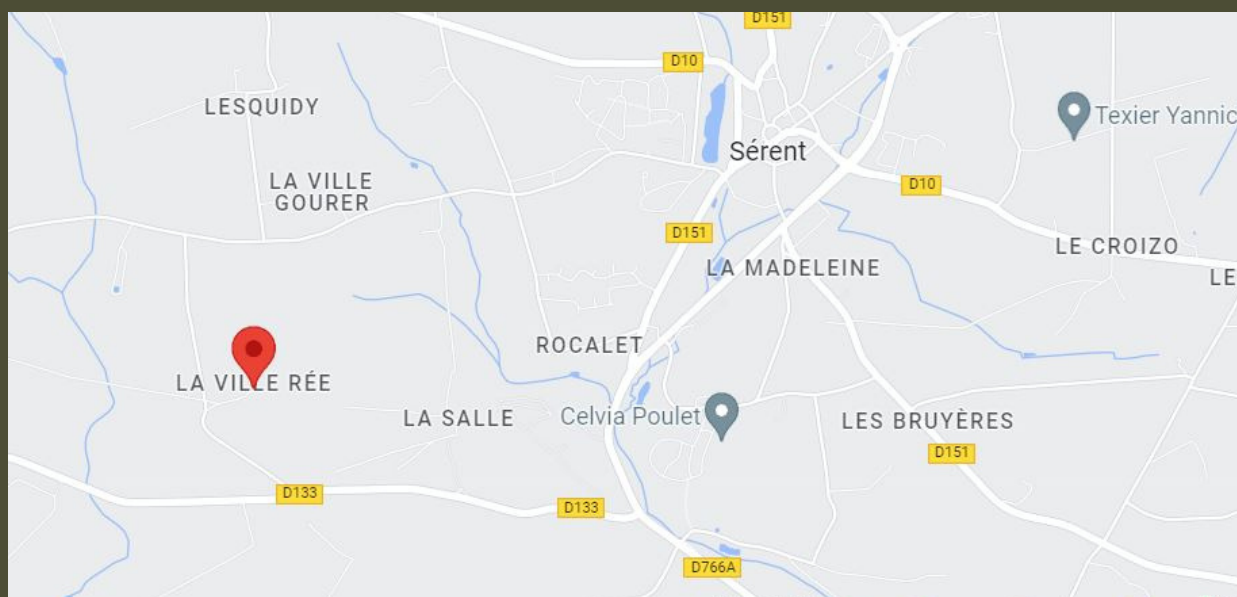 D151
D10
LESQUIDY
Texier Yannic
Sérent
LA VILLE
GOURER
D10
D151
LE CROIZO
LA MADELEINE
LE
ROCALET
LA VILLE RÉE
LA SALLE
Celvia Poulet
LES BRUYÈRES
D151
D133
D133
D766A